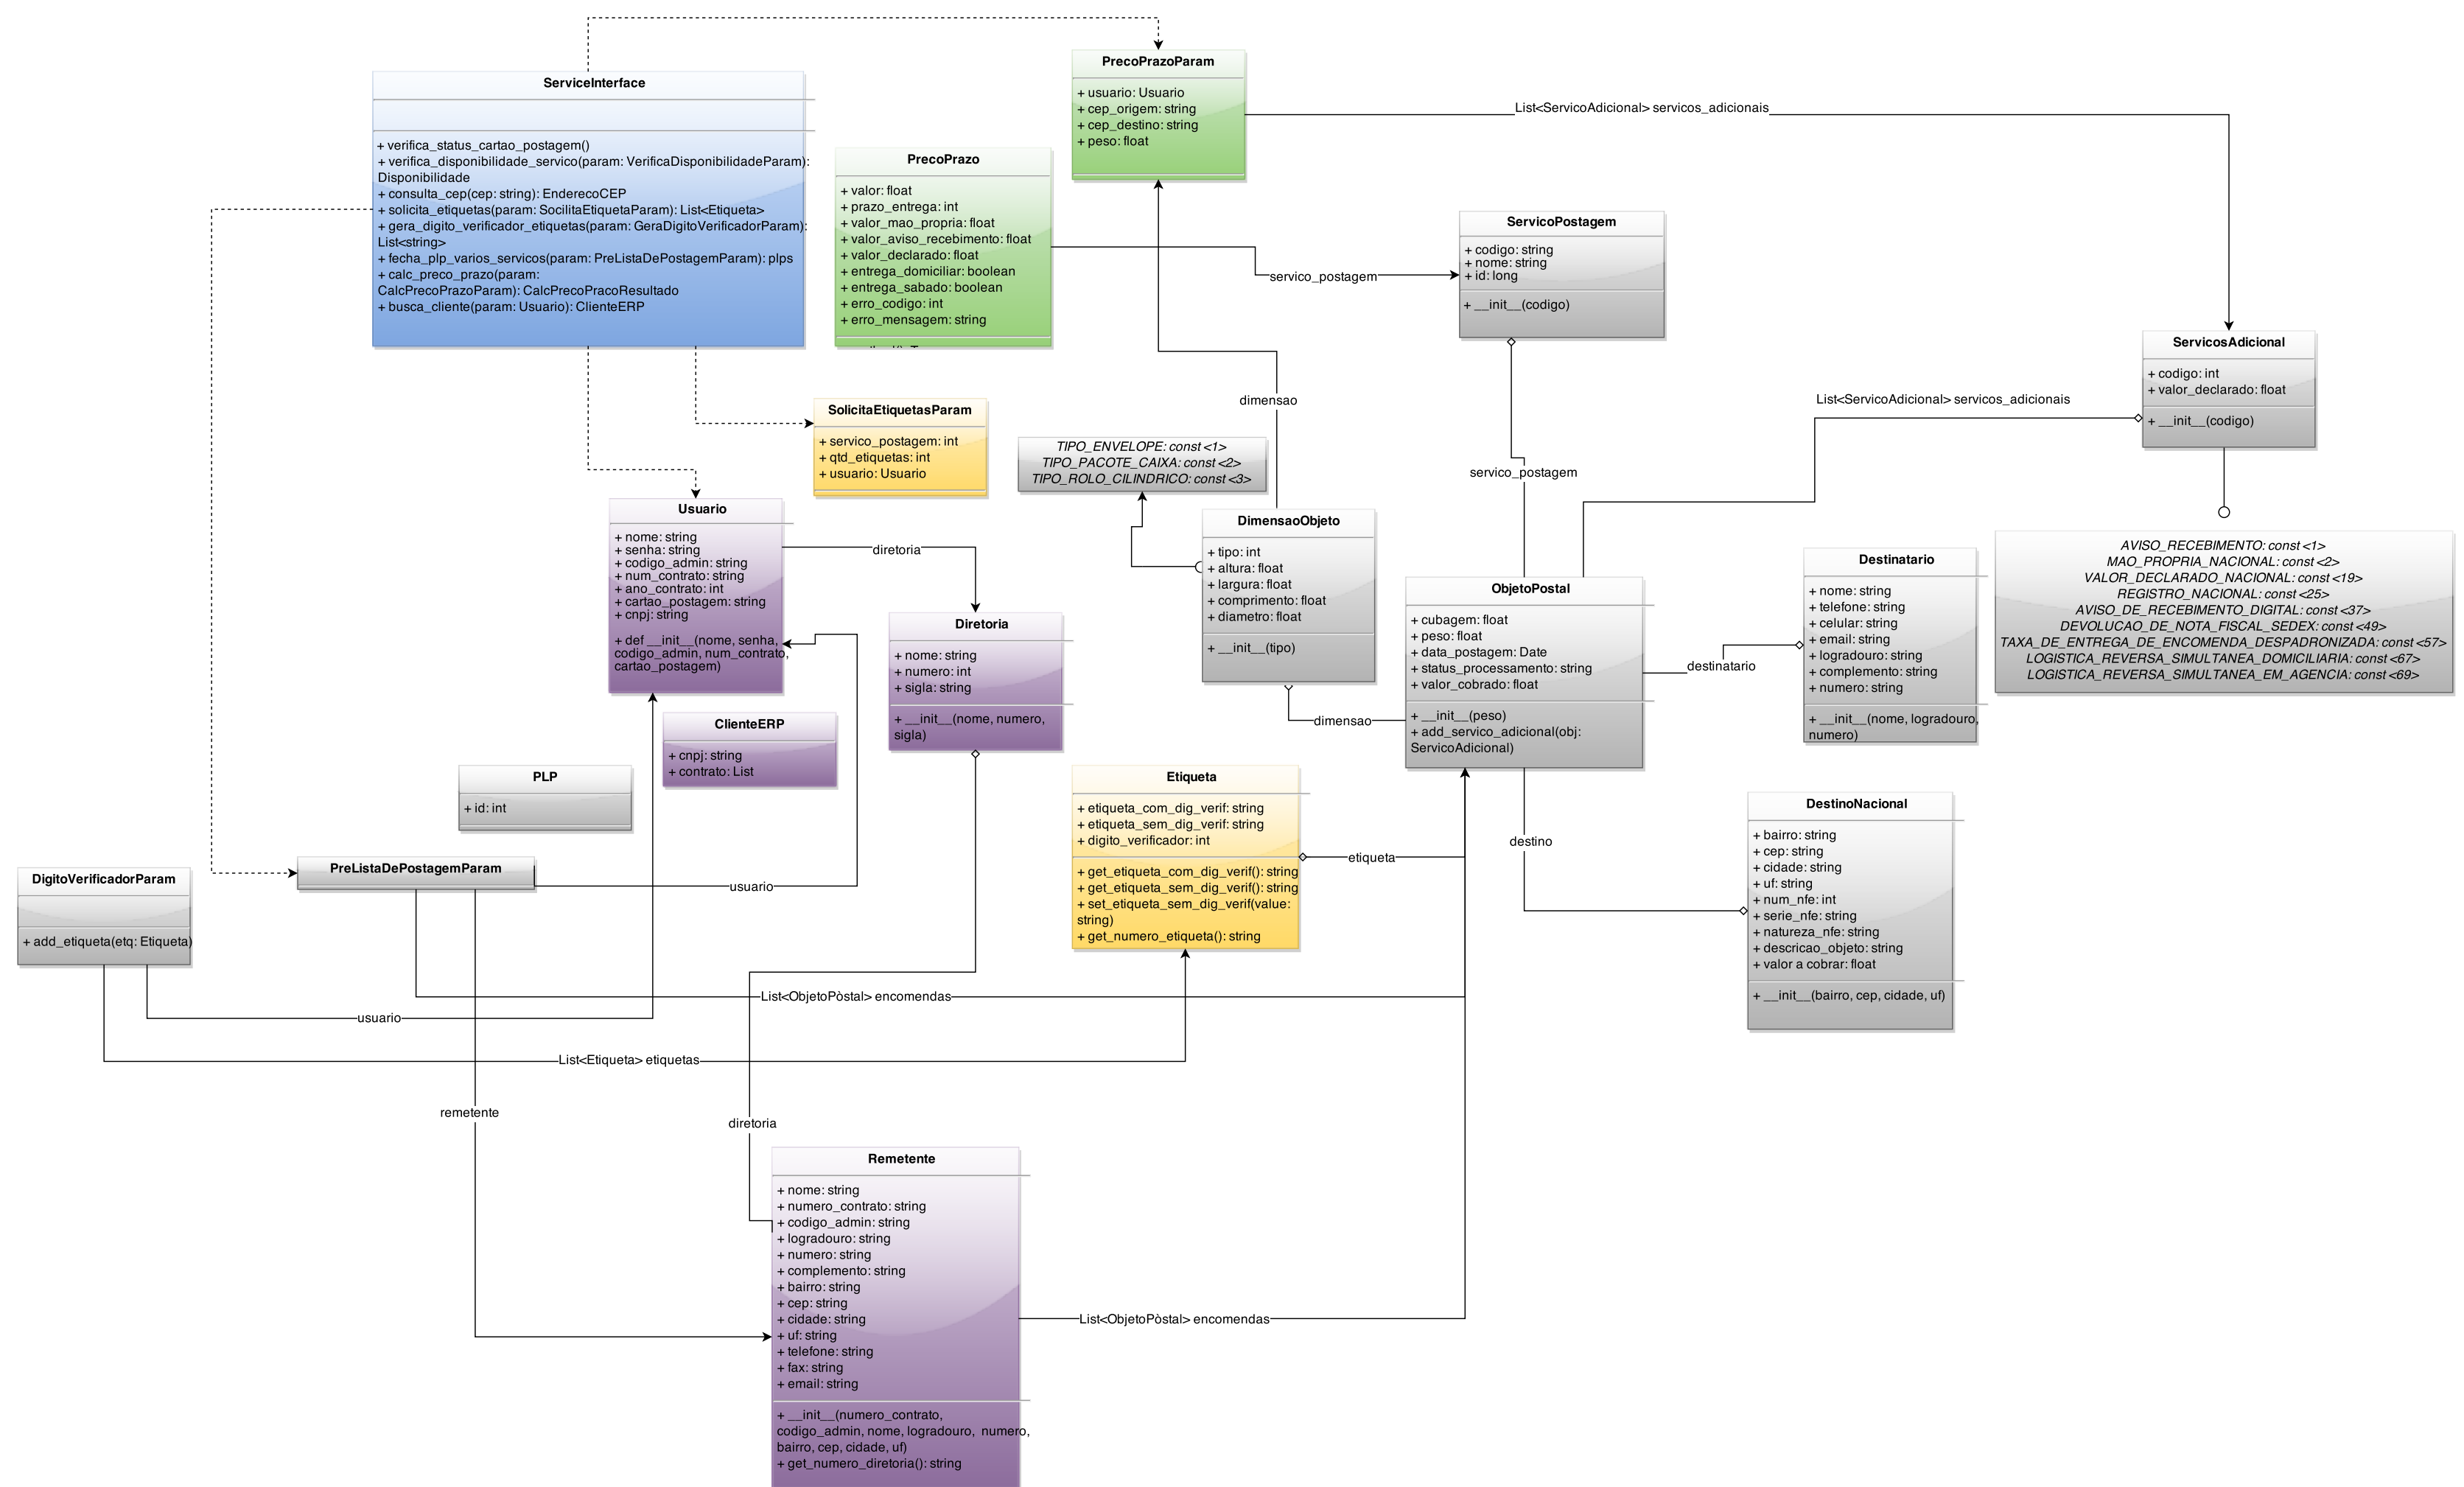 ServiceInterface
+ verifica_status_cartao_postagem()
+ verifica_disponibilidade_servico(param: VerificaDisponibilidadeParam):
Disponibilidade
+ consulta_cep(cep: string): EnderecoCEP
+ solicita_etiquetas(param: SocilitaEtiquetaParam): List<Etiqueta>
+ gera_digito_verificador_etiquetas(param: GeraDigitoVerificadorParam):
List<string>
+ fecha_plp_varios_servicos(param: PreListaDePostagemParam): plps
+ calc_preco_prazo(param:
CalcPrecoPrazoParam): CalcPrecoPracoResultado
+ busca_cliente(param: Usuario): ClienteERP
PrecoPrazo
+ valor: float
+ prazo_entrega: int
+ valor_mao_propria: float
+ valor_aviso_recebimento: float
+ valor_declarado: float
+ entrega_domiciliar: boolean
+ entrega_sabado: boolean
+ erro_codigo: int
+ erro_mensagem: string
PrecoPrazoParam
+ usuario: Usuario
+ cep_origem: string
+ cep_destino: string
+ peso: float
List<ServicoAdicional> servicos_adicionais
servico_postagem
ServicoPostagem
+ codigo: string
+ nome: string
+ id: long
+ __init__(codigo)
ServicosAdicional
+ codigo: int
+ valor_declarado: float
+ __init__(codigo)
List<ServicoAdicional> servicos_adicionais
dimensao
servico_postagem
SolicitaEtiquetasParam
+ servico_postagem: int
+ qtd_etiquetas: int
+ usuario: Usuario
TIPO_ENVELOPE: const <1>
TIPO_PACOTE_CAIXA: const <2>
TIPO_ROLO_CILINDRICO: const <3>
Usuario
+ nome: string
+ senha: string
+ codigo_admin: string
+ num_contrato: string
+ ano_contrato: int
+ cartao_postagem: string
+ cnpj: string
+ def __init__(nome, senha,
codigo_admin, num_contrato,
cartao_postagem)
diretoria
Diretoria
+ nome: string
+ numero: int
+ sigla: string
+ __init__(nome, numero,
sigla)
DimensaoObjeto
+ tipo: int
+ altura: float
+ largura: float
+ comprimento: float
+ diametro: float
+ __init__(tipo)
dimensao
ObjetoPostal
+ cubagem: float
+ peso: float
+ data_postagem: Date
+ status_processamento: string
+ valor_cobrado: float
+ __init__(peso)
+ add_servico_adicional(obj:
ServicoAdicional)
destinatario
Destinatario
+ nome: string
+ telefone: string
+ celular: string
+ email: string
+ logradouro: string
+ complemento: string
+ numero: string
+ __init__(nome, logradouro,
numero)
AVISO_RECEBIMENTO: const <1>
MAO_PROPRIA_NACIONAL: const <2>
VALOR_DECLARADO_NACIONAL: const <19>
REGISTRO_NACIONAL: const <25>
AVISO_DE_RECEBIMENTO_DIGITAL: const <37>
DEVOLUCAO_DE_NOTA_FISCAL_SEDEX: const <49>
TAXA_DE_ENTREGA_DE_ENCOMENDA_DESPADRONIZADA: const <57>
LOGISTICA_REVERSA_SIMULTANEA_DOMICILIARIA: const <67>
LOGISTICA_REVERSA_SIMULTANEA_EM_AGENCIA: const <69>
ClienteERP
+ cnpj: string
+ contrato: List
PLP
+ id: int
PreListaDePostagemParam
usuario
DigitoVerificadorParam
+ add_etiqueta(etq: Etiqueta)
Etiqueta
+ etiqueta_com_dig_verif: string
+ etiqueta_sem_dig_verif: string
+ digito_verificador: int
+ get_etiqueta_com_dig_verif(): string
+ get_etiqueta_sem_dig_verif(): string
+ set_etiqueta_sem_dig_verif(value:
string)
+ get_numero_etiqueta(): string
etiqueta
destino
DestinoNacional
+ bairro: string
+ cep: string
+ cidade: string
+ uf: string
+ num_nfe: int
+ serie_nfe: string
+ natureza_nfe: string
+ descricao_objeto: string
+ valor a cobrar: float
+ __init__(bairro, cep, cidade, uf)
List<ObjetoPòstal> encomendas
usuario
List<Etiqueta> etiquetas
remetente
diretoria
Remetente
+ nome: string
+ numero_contrato: string
+ codigo_admin: string
+ logradouro: string
+ numero: string
+ complemento: string
+ bairro: string
+ cep: string
+ cidade: string
+ uf: string
+ telefone: string
+ fax: string
+ email: string
+ __init__(numero_contrato,
codigo_admin, nome, logradouro, numero,
bairro, cep, cidade, uf)
+ get_numero_diretoria(): string
List<ObjetoPòstal> encomendas